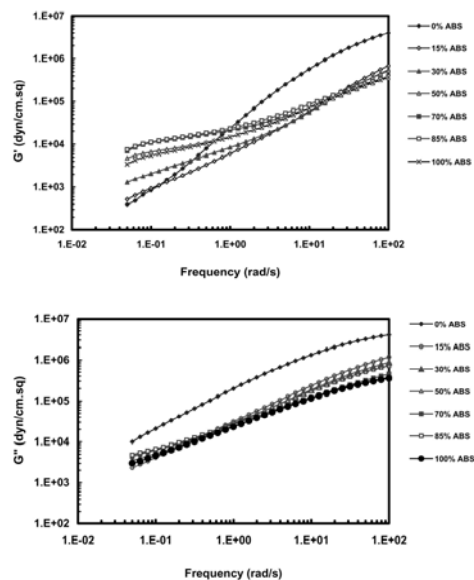 1.E+07
1.E+06
1.E+05
1.E+04
1.E+03
1.E+02
G' (dyn/cm.sq)
1.E-02 1.E-01 1.E+00 1.E+01 1.E+02
Frequency (rad/s)
0% ABS
15% ABS
30% ABS
50% ABS
70% ABS
85% ABS
100% ABS
1.E+07
1.E+06
1.E+05
1.E+04
1.E+03
1.E+02
G" (dyn/cm.sq)
1.E-02 1.E-01 1.E+00 1.E+01 1.E+02
Frequency (rad/s)
0% ABS
15% ABS
30% ABS
50% ABS
70% ABS
85% ABS
100% ABS